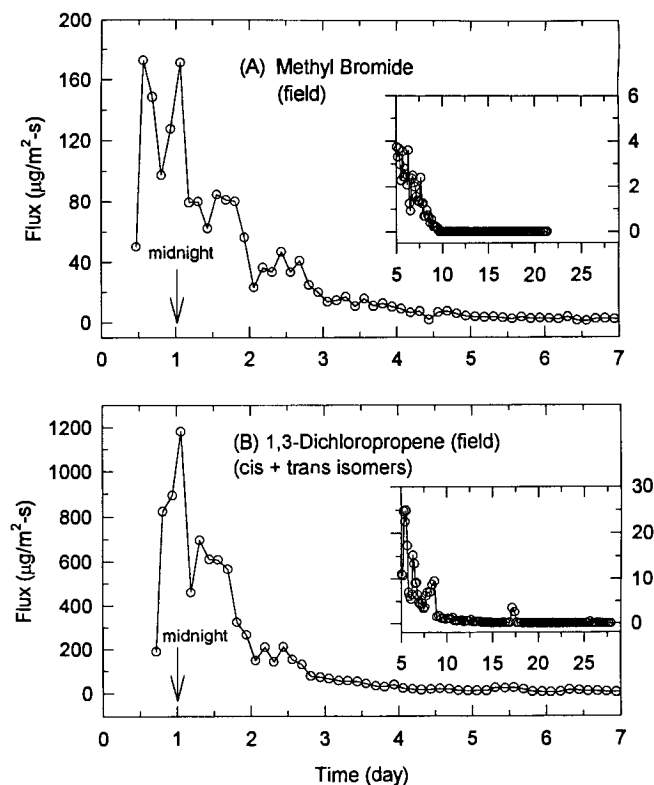 200
160
120
80
40
0
Flux (µg/m²-s)
(A) Methyl Bromide
(field)
midnight
6
4
2
0
5 10 15 20 25
0 1 2 3 4 5 6 7
1200
1000
800
600
400
200
0
Flux (µg/m²-s)
(B) 1,3-Dichloropropene (field)
(cis + trans isomers)
midnight
30
20
10
0
5 10 15 20 25
0 1 2 3 4 5 6 7
Time (day)